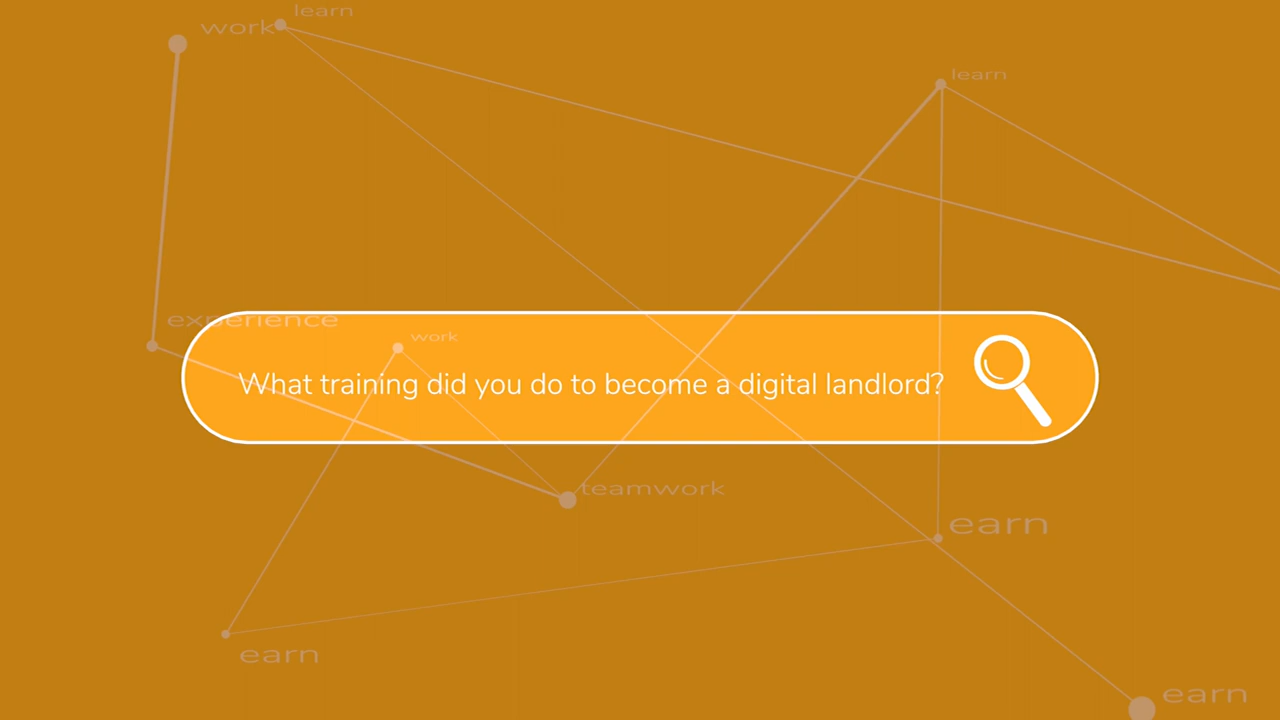 learn
work
learn
experience
work
What training did you do to become a digital landlord?
teamwork
earn
earn
earn